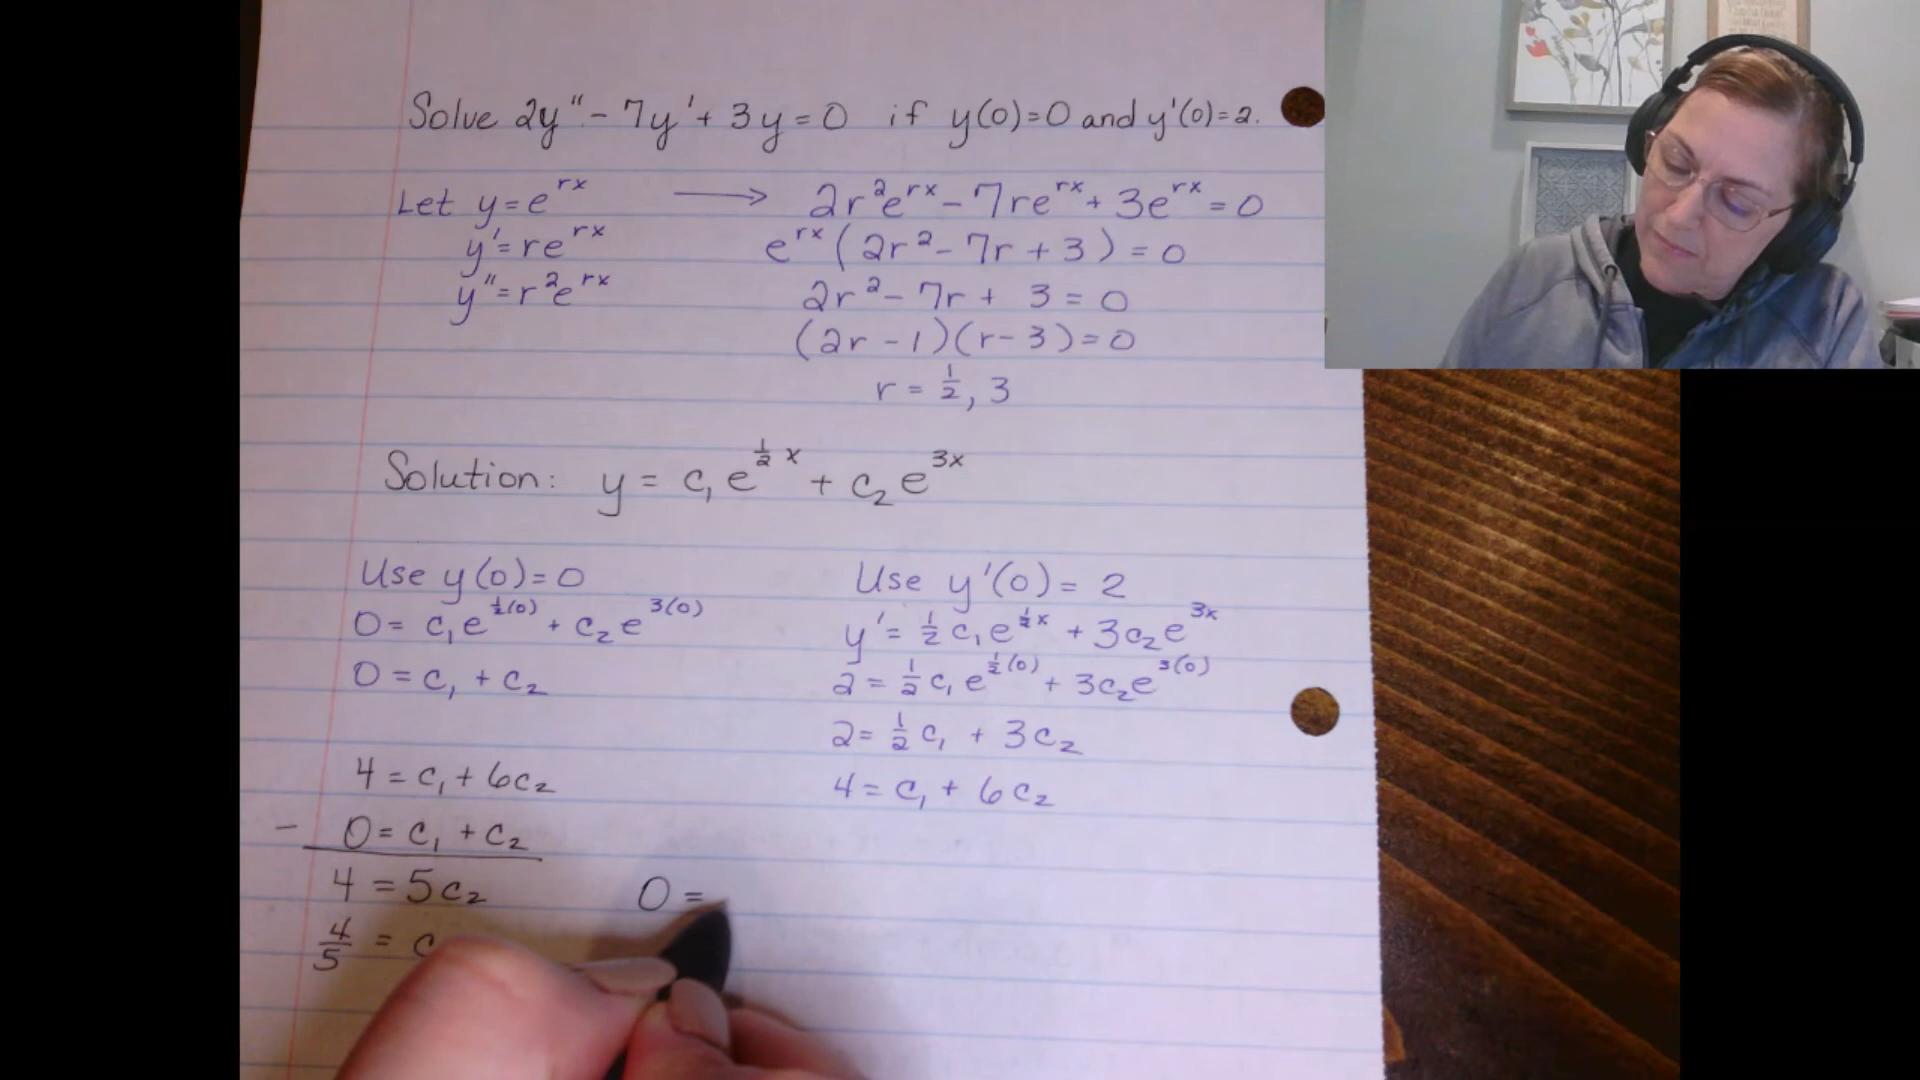 Solve 2y" - 7y' + 3y = 0 if y(0)=0 and y'(0)=2.
Let y = e^{rx} ⟶ 2r²e^{rx} - 7re^{rx} + 3e^{rx} = 0
y' = re^{rx} e^{rx}(2r² - 7r + 3) = 0
y" = r²e^{rx} 2r² - 7r + 3 = 0
(2r - 1)(r - 3) = 0
r = 1/2, 3
Solution: y = c₁e^{1/2 x} + c₂e^{3x}
Use y(0)=0
0 = c₁e^{1/2(0)} + c₂e^{3(0)}
0 = c₁ + c₂
Use y'(0) = 2
y' = 1/2 c₁e^{1/2 x} + 3c₂e^{3x}
2 = 1/2 c₁e^{1/2(0)} + 3c₂e^{3(0)}
2 = 1/2 c₁ + 3c₂
4 = c₁ + 6c₂
4 = c₁ + 6c₂
- 0 = c₁ + c₂
4 = 5c₂
4/5 = c
0 =